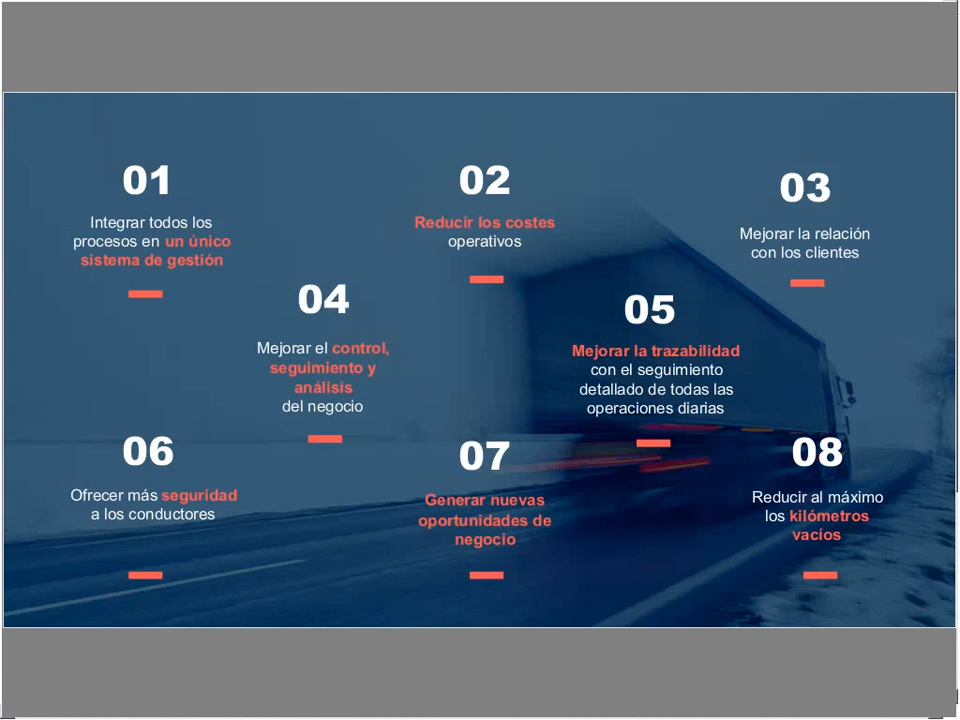 01
Integrar todos los
procesos en un único
sistema de gestión
02
Reducir los costes
operativos
03
Mejorar la relación
con los clientes
04
Mejorar el control,
seguimiento y
análisis
del negocio
05
Mejorar la trazabilidad
con el seguimiento
detallado de todas las
operaciones diarias
06
Ofrecer más seguridad
a los conductores
07
Generar nuevas
oportunidades de
negocio
08
Reducir al máximo
los kilómetros
vacíos